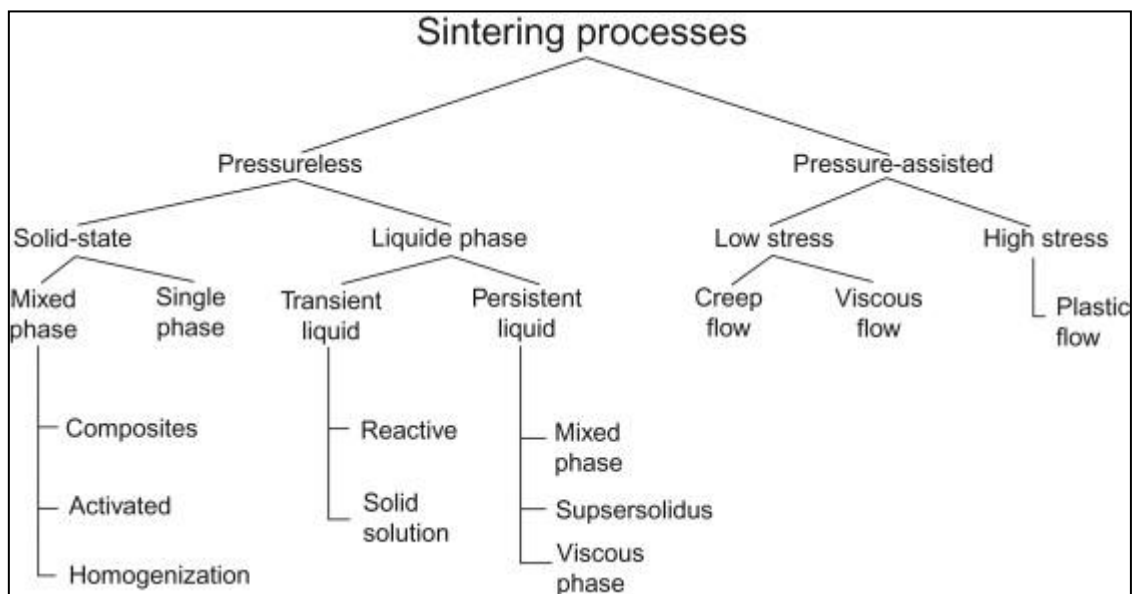 Sintering processes
Pressureless
Pressure-assisted
Solid-state
Liquide phase
Low stress
High stress
Mixed
phase
Single
phase
Transient
liquid
Persistent
liquid
Creep
flow
Viscous
flow
Plastic
flow
Composites
Activated
Homogenization
Reactive
Solid
solution
Mixed
phase
Supsersolidus
Viscous
phase